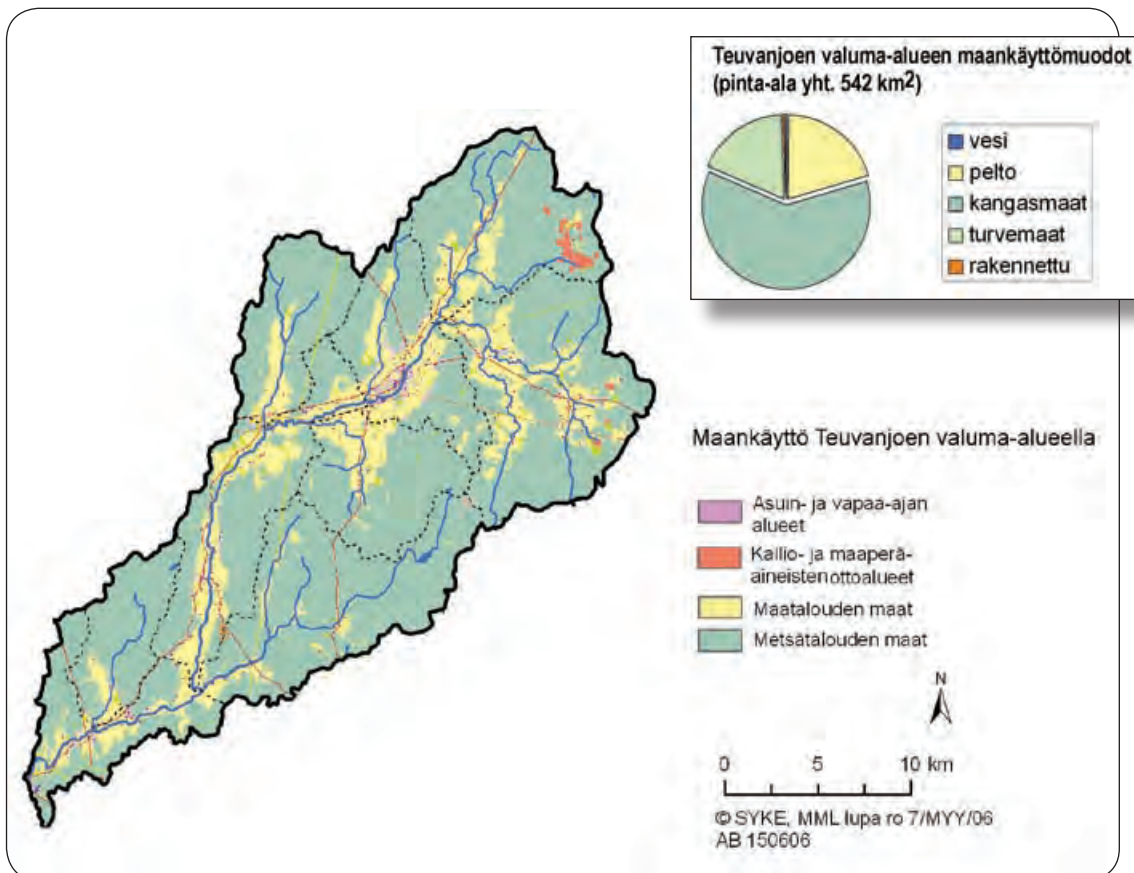 Teuvanjoen valuma-alueen maankäyttömuodot
(pinta-ala yht. 542 km²)
vesi
pelto
kangasmaat
turvemaat
rakennettu
Maankäyttö Teuvanjoen valuma-alueella
Asuin- ja vapaa-ajan
alueet
Kallio- ja maaperä-
aineisten ottoalueet
Maatalouden maat
Metsätalouden maat
N
0 5 10 km
© SYKE, MML lupa ro 7/MYY/06
AB 150606